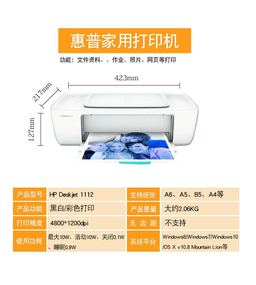 惠普家用打印机
功能：文件资料、、作业、照片、网页等打印
423mm
217mm
127mm
产品型号 HP Deskjet 1112 支持纸张 A6、A5、B5、A4等
产品功能 黑白/彩色打印 产品重量 大约2.06KG
打印精度 4800*1200dpi 无 边 距 不支持
使用功耗 最大10W，活动10W，关闭0.1W，睡眠0.9W 系统平台 Windows8/Windows7/Windows10
/OS X v10.8 Mountain Lion等